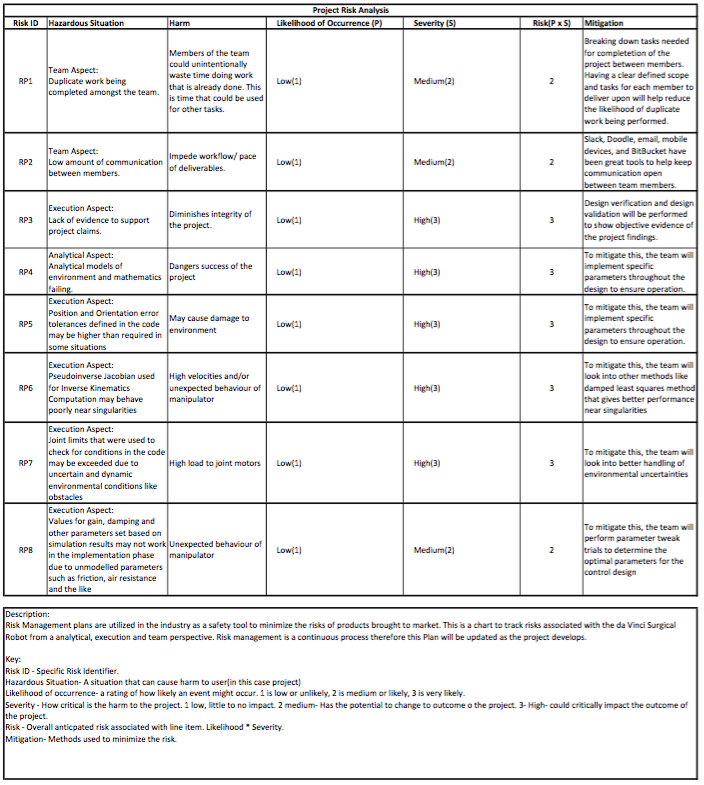 Project Risk Analysis
Risk ID Hazardous Situation Harm Likelihood of Occurrence (P) Severity (S) Risk(P x S) Mitigation
RP1
Team Aspect:
Duplicate work being
completed amongst the team.
Members of the team
could unintentionally
waste time doing work
that is already done. This
is time that could be used
for other tasks.
Low(1)
Medium(2)
2
Breaking down tasks needed
for completetion of the
project between members.
Having a clear defined scope
and tasks for each member to
deliver upon will help reduce
the likelihood of duplicate
work being performed.
RP2
Team Aspect:
Low amount of communication
between members.
Impede workflow/ pace
of deliverables.
Low(1)
Medium(2)
2
Slack, Doodle, email, mobile
devices, and BitBucket have
been great tools to help keep
communication open
between team members.
RP3
Execution Aspect:
Lack of evidence to support
project claims.
Diminishes integrity of
the project.
Low(1)
High(3)
3
Design verification and design
validation will be performed
to show objective evidence of
the project findings.
RP4
Analytical Aspect:
Analytical models of
environment and mathematics
failing.
Dangers success of the
project
Low(1)
High(3)
3
To mitigate this, the team will
implement specific
parameters throughout the
design to ensure operation.
RP5
Execution Aspect:
Position and Orientation error
tolerances defined in the code
may be higher than required in
some situations
May cause damage to
environment
Low(1)
High(3)
3
To mitigate this, the team will
implement specific
parameters throughout the
design to ensure operation.
RP6
Execution Aspect:
Pseudoinverse Jacobian used
for Inverse Kinematics
Computation may behave
poorly near singularities
High velocities and/or
unexpected behaviour of
manipulator
Low(1)
High(3)
3
To mitigate this, the team will
look into other methods like
damped least squares method
that gives better performance
near singularities
RP7
Execution Aspect:
Joint limits that were used to
check for conditions in the code
may be exceeded due to
uncertain and dynamic
environmental conditions like
obstacles
High load to joint motors
Low(1)
High(3)
3
To mitigate this, the team will
look into better handling of
environmental uncertainties
RP8
Execution Aspect:
Values for gain, damping and
other parameters set based on
simulation results may not work
in the implementation phase
due to unmodelled parameters
such as friction, air resistance
and the like
Unexpected behaviour of
manipulator
Low(1)
Medium(2)
2
To mitigate this, the team will
perform parameter tweak
trials to determine the
optimal parameters for the
control design
Description:
Risk Management plans are utilized in the industry as a safety tool to minimize the risks of products brought to market. This is a chart to track risks associated with the da Vinci Surgical
Robot from a analytical, execution and team perspective. Risk management is a continuous process therefore this Plan will be updated as the project develops.
Key:
Risk ID - Specific Risk Identifier.
Hazardous Situation- A situation that can cause harm to user(in this case project)
Likelihood of occurrence- a rating of how likely an event might occur. 1 is low or unlikely, 2 is medium or likely, 3 is very likely.
Severity - How critical is the harm to the project. 1 low, little to no impact. 2 medium- Has the potential to change to outcome o the project. 3- High- could critically impact the outcome of
the project.
Risk - Overall anticpated risk associated with line item. Likelihood * Severity.
Mitigation- Methods used to minimize the risk.